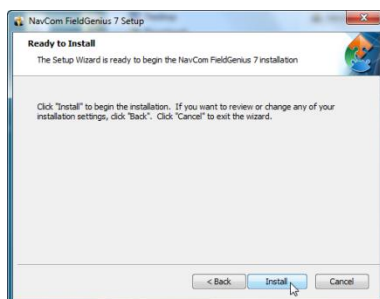 NavCom FieldGenius 7 Setup
Ready to Install
The Setup Wizard is ready to begin the NavCom FieldGenius 7 installation
Click "Install" to begin the installation. If you want to review or change any of your
installation settings, click "Back". Click "Cancel" to exit the wizard.
< Back Install Cancel